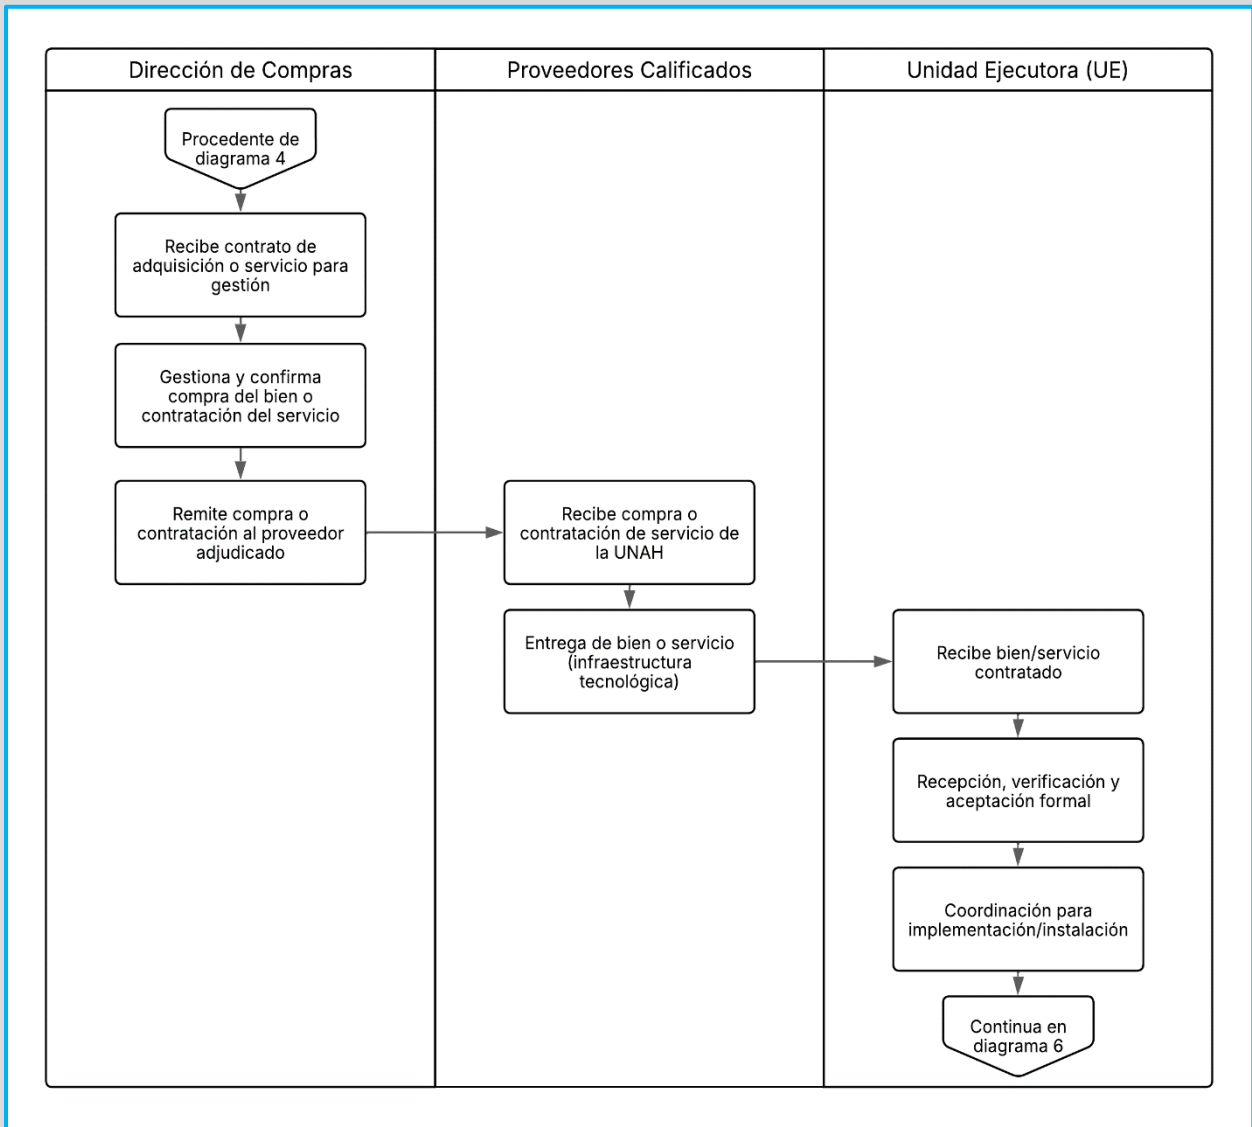 Dirección de Compras
Proveedores Calificados
Unidad Ejecutora (UE)
Procedente de
diagrama 4
Recibe contrato de
adquisición o servicio para
gestión
Gestiona y confirma
compra del bien o
contratación del servicio
Remite compra o
contratación al proveedor
adjudicado
Recibe compra o
contratación de servicio de
la UNAH
Entrega de bien o servicio
(infraestructura
tecnológica)
Recibe bien/servicio
contratado
Recepción, verificación y
aceptación formal
Coordinación para
implementación/instalación
Continua en
diagrama 6